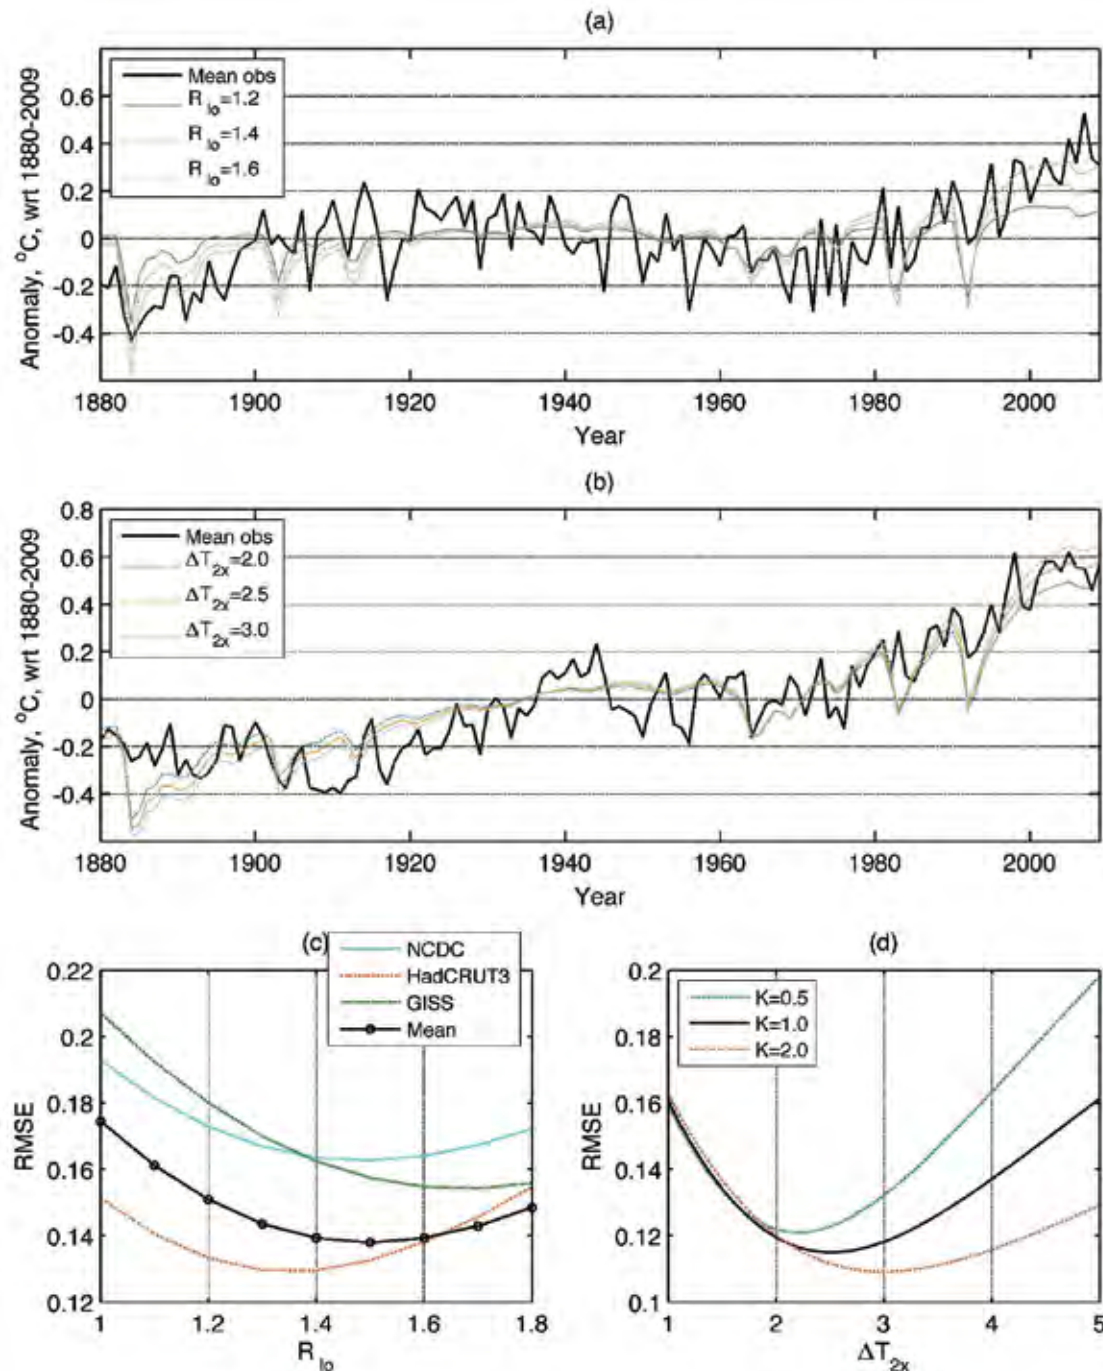 (a)
Mean obs
R lo=1.2
R lo=1.4
R lo=1.6
0.6
0.4
0.2
0
-0.2
-0.4
Anomaly, °C, wrt 1880-2009
1880 1900 1920 1940 1960 1980 2000
Year
(b)
Mean obs
ΔT2x=2.0
ΔT2x=2.5
ΔT2x=3.0
0.8
0.6
0.4
0.2
0
-0.2
-0.4
Anomaly, °C, wrt 1880-2009
1880 1900 1920 1940 1960 1980 2000
Year
(c)
NCDC
HadCRUT3
GISS
Mean
0.22
0.2
0.18
0.16
0.14
0.12
RMSE
1 1.2 1.4 1.6 1.8
R lo
(d)
K=0.5
K=1.0
K=2.0
0.2
0.18
0.16
0.14
0.12
0.1
RMSE
1 2 3 4 5
ΔT2x